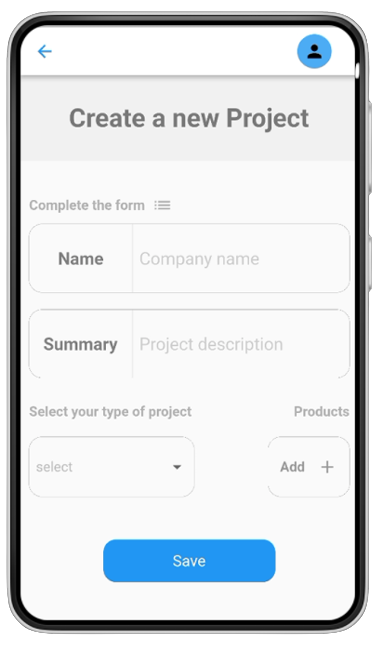 Create a new Project
Complete the form
Name Company name
Summary Project description
Select your type of project Products
select Add +
Save